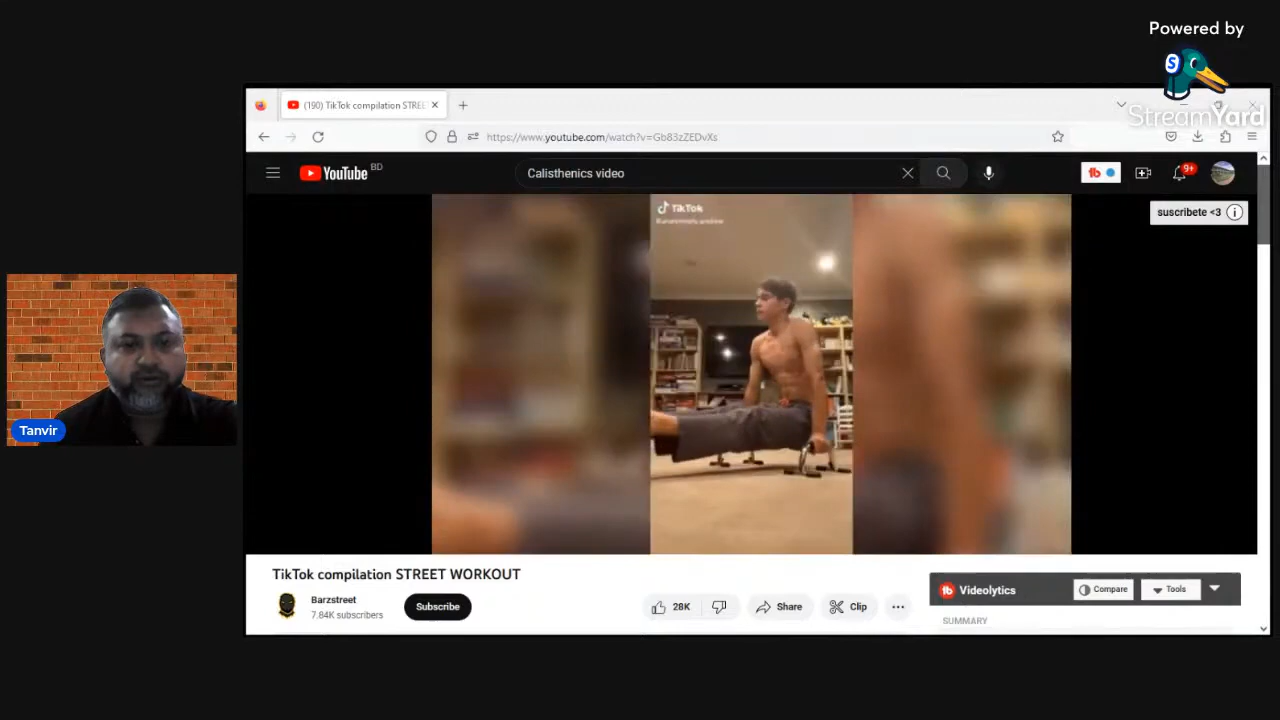 Powered by
StreamYard
(190) TikTok compilation STREE
https://www.youtube.com/watch?v=Gb83zZEDvXs
YouTube BD
Calisthenics video
9+
TikTok
suscribete <3
Tanvir
TikTok compilation STREET WORKOUT
Barzstreet
7.84K subscribers
Subscribe
28K
Share
Clip
Videolytics
Compare
Tools
SUMMARY